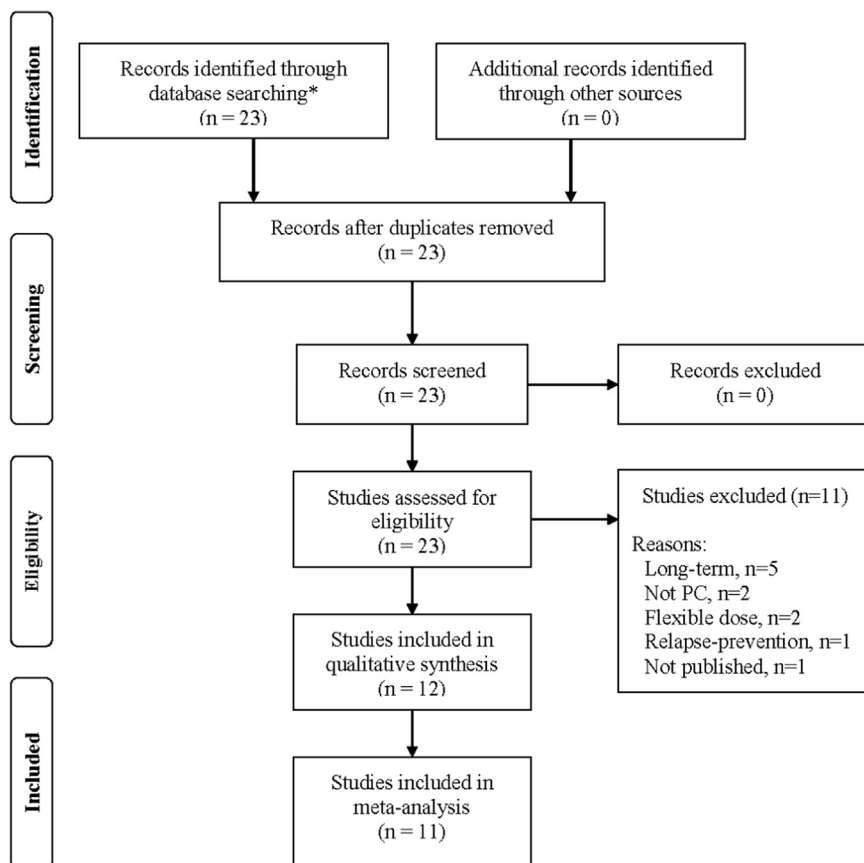 Identification
Records identified through
database searching*
(n = 23)
Additional records identified
through other sources
(n = 0)
Records after duplicates removed
(n = 23)
Screening
Records screened
(n = 23)
Records excluded
(n = 0)
Eligibility
Studies assessed for
eligibility
(n = 23)
Studies excluded (n=11)
Reasons:
Long-term, n=5
Not PC, n=2
Flexible dose, n=2
Relapse-prevention, n=1
Not published, n=1
Studies included in
qualitative synthesis
(n = 12)
Included
Studies included in
meta-analysis
(n = 11)